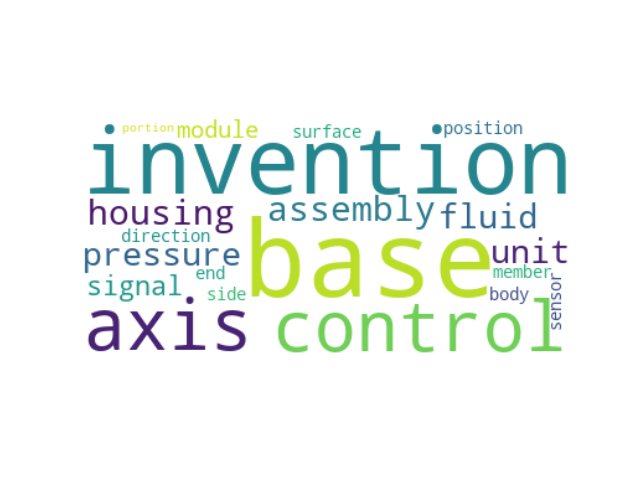 portion module surface position
invention
housing assembly fluid
direction
pressure base unit
end member
signal side body sensor
axis control